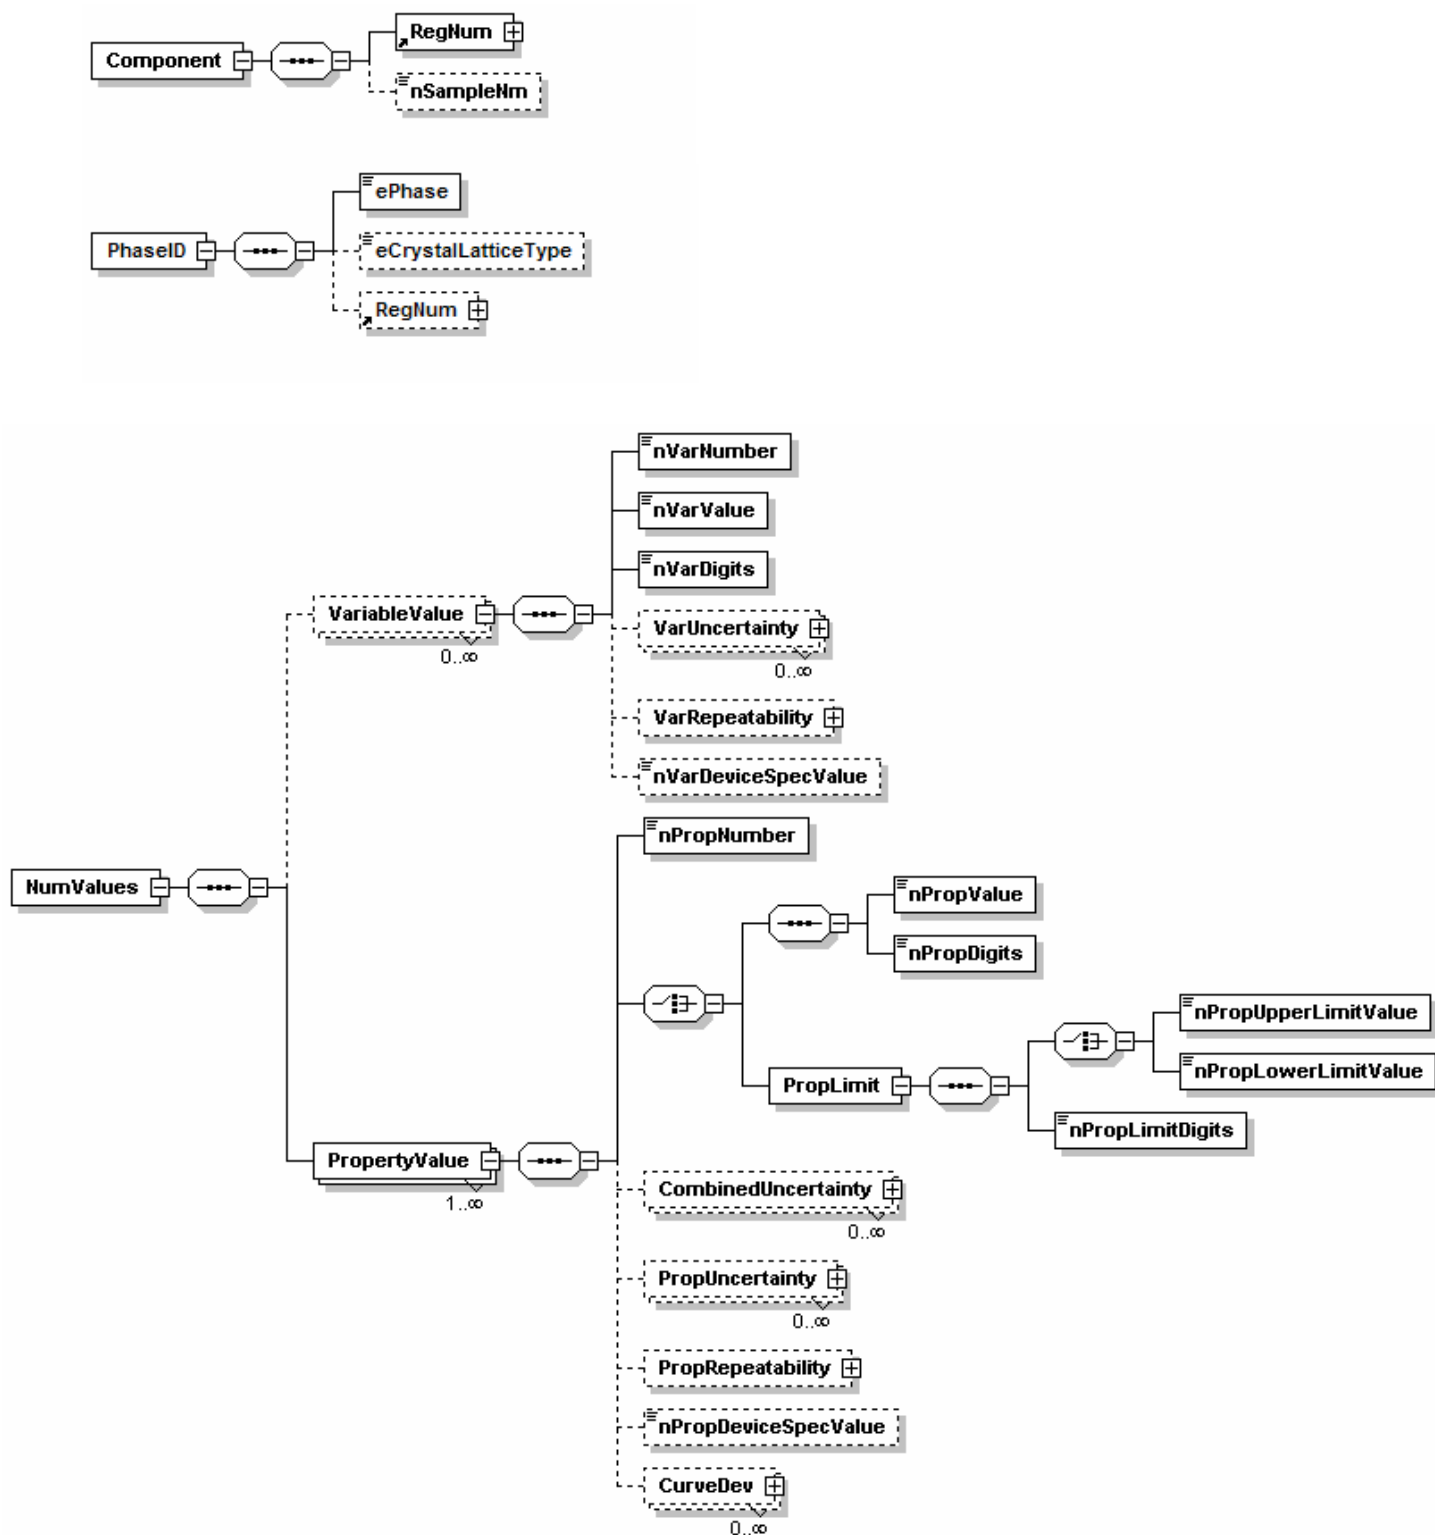 RegNum
Component
nSampleNm
ePhase
PhaseID
eCrystalLatticeType
RegNum
nVarNumber
nVarValue
nVarDigits
VariableValue
0..∞
VarUncertainty
0..∞
VarRepeatability
nVarDeviceSpecValue
nPropNumber
NumValues
nPropValue
nPropDigits
nPropUpperLimitValue
nPropLowerLimitValue
PropLimit
nPropLimitDigits
PropertyValue
1..∞
CombinedUncertainty
0..∞
PropUncertainty
0..∞
PropRepeatability
nPropDeviceSpecValue
CurveDev
0..∞